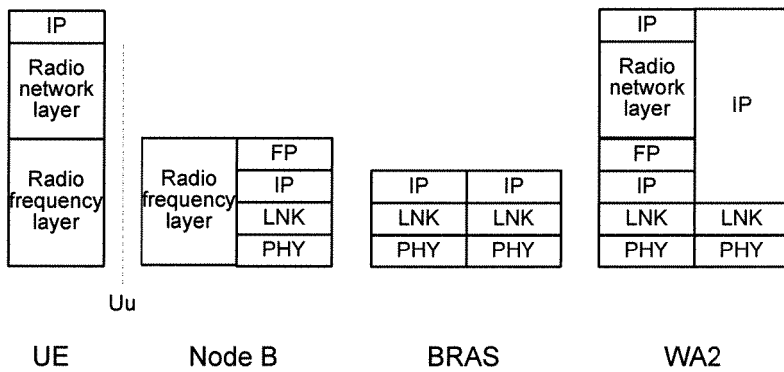 IP
Radio
network
layer
Radio
frequency
layer
Uu
UE
Radio
frequency
layer
FP
IP
LNK
PHY
Node B
IP
LNK
PHY
IP
LNK
PHY
BRAS
IP
Radio
network
layer
FP
IP
LNK
PHY
IP
LNK
PHY
WA2